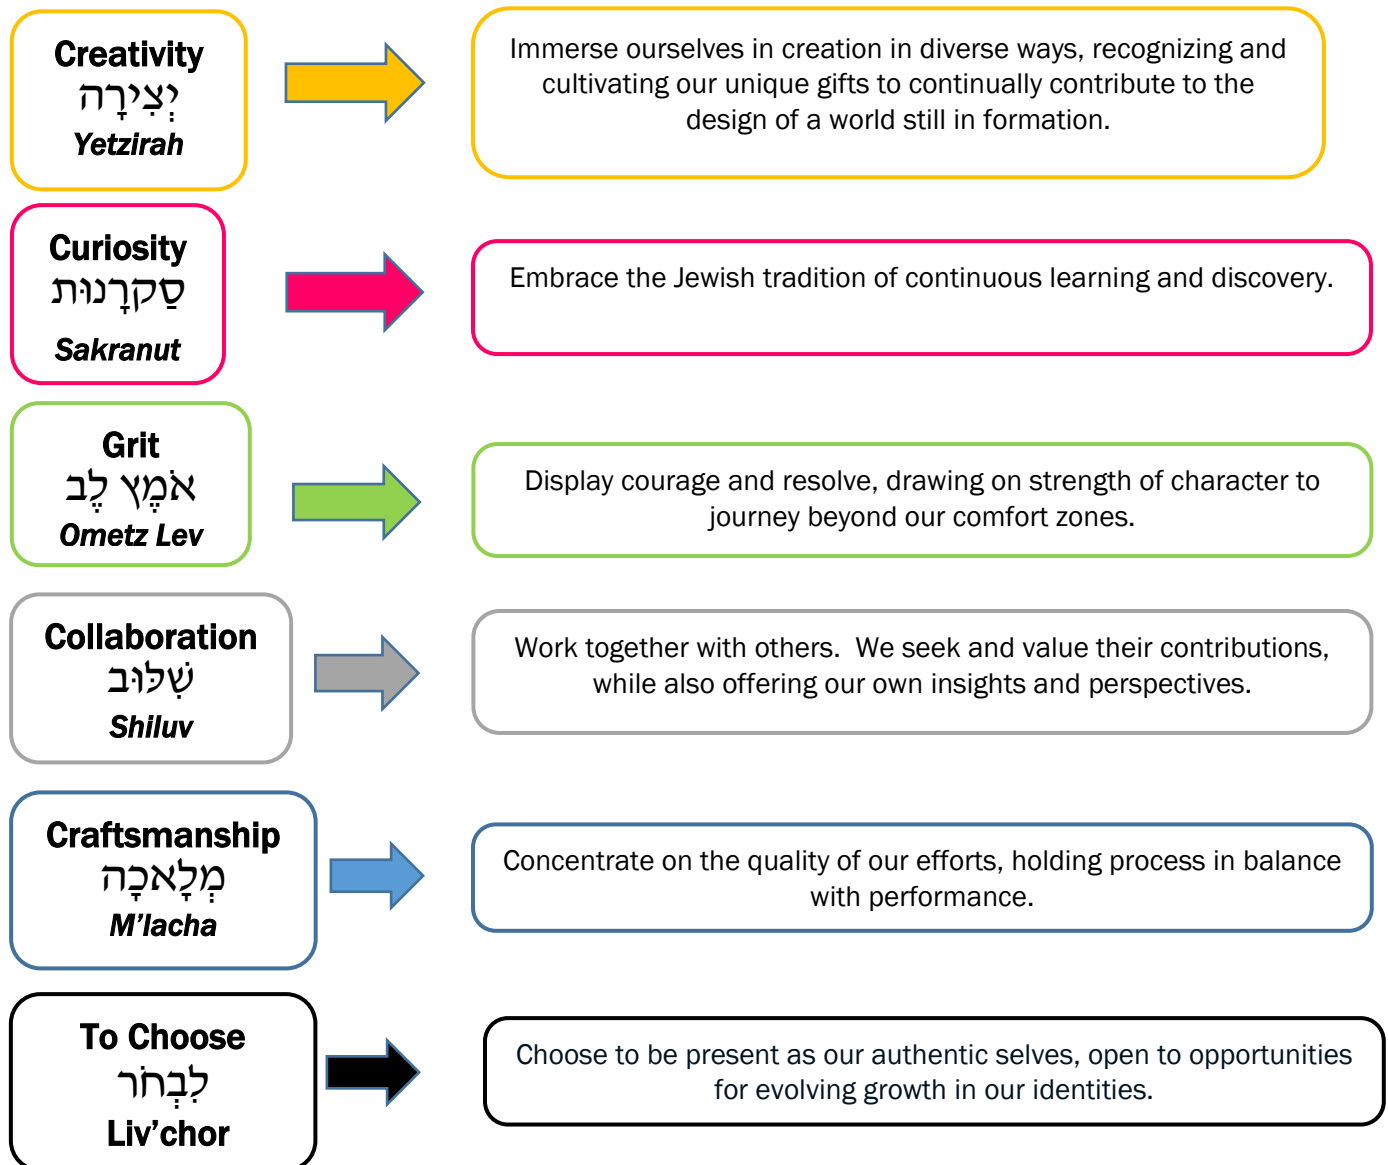 Creativity
יְצִירָה
Yetzirah
Immerse ourselves in creation in diverse ways, recognizing and
cultivating our unique gifts to continually contribute to the
design of a world still in formation.
Curiosity
סַקרָנוּת
Sakranut
Embrace the Jewish tradition of continuous learning and discovery.
Grit
אֹמֶץ לֶב
Ometz Lev
Display courage and resolve, drawing on strength of character to
journey beyond our comfort zones.
Collaboration
שִׁלּוּב
Shiluv
Work together with others.  We seek and value their contributions,
while also offering our own insights and perspectives.
Craftsmanship
מְלָאכָה
M’lacha
Concentrate on the quality of our efforts, holding process in balance
with performance.
To Choose
לִבְחֹר
Liv’chor
Choose to be present as our authentic selves, open to opportunities
for evolving growth in our identities.